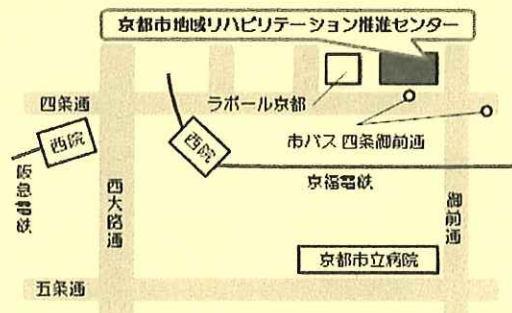 京都市地域リハビリテーション推進センター
四条通
ラボール京都
西院
西院
市バス 四条御前通
阪急電鉄
西大路通
京福電鉄
御前通
京都市立病院
五条通